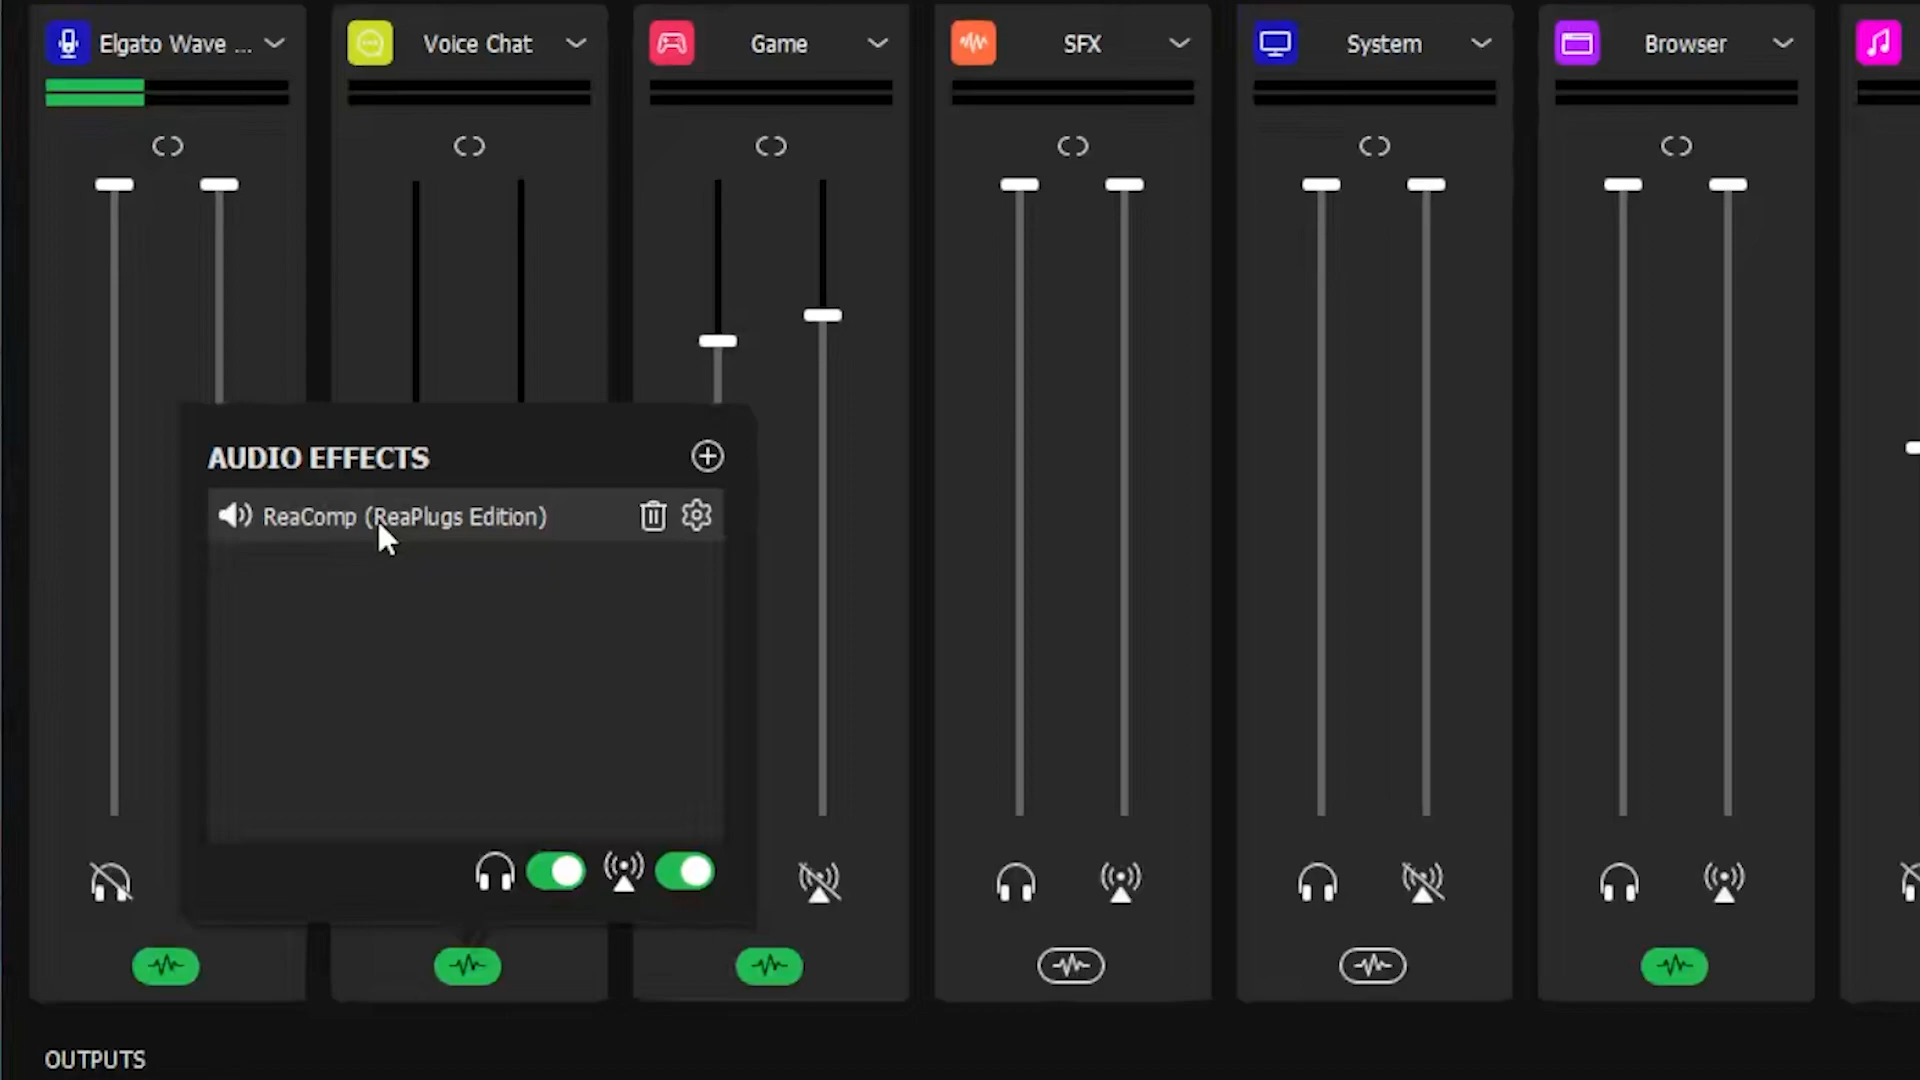 Elgato Wave ...
Voice Chat
Game
SFX
System
Browser
AUDIO EFFECTS
ReaComp (ReaPlugs Edition)
OUTPUTS